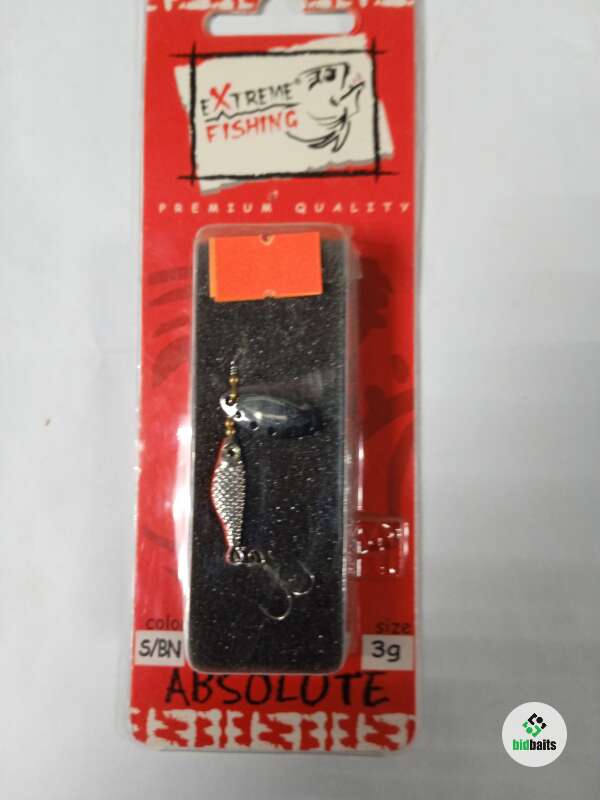 eXTREME®
FISHING
PREMIUM QUALITY
color
size
S/BN
3g
ABSOLUTE
bidbaits